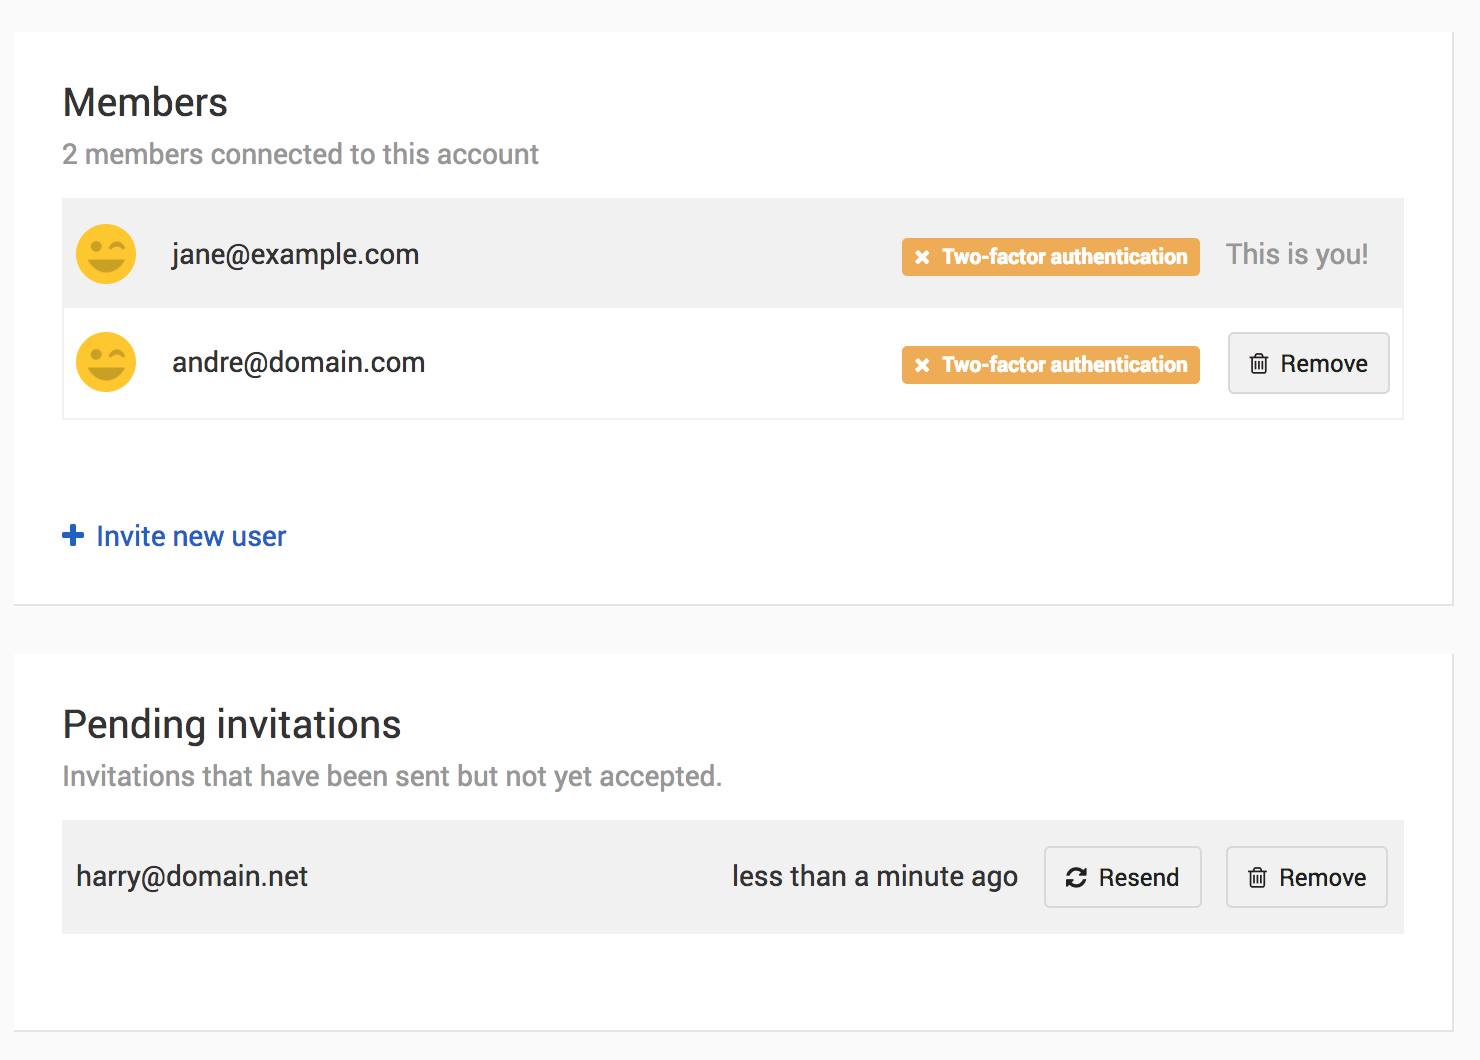 Members
2 members connected to this account
jane@example.com Two-factor authentication This is you!
andre@domain.com Two-factor authentication Remove
Invite new user
Pending invitations
Invitations that have been sent but not yet accepted.
harry@domain.net less than a minute ago Resend Remove